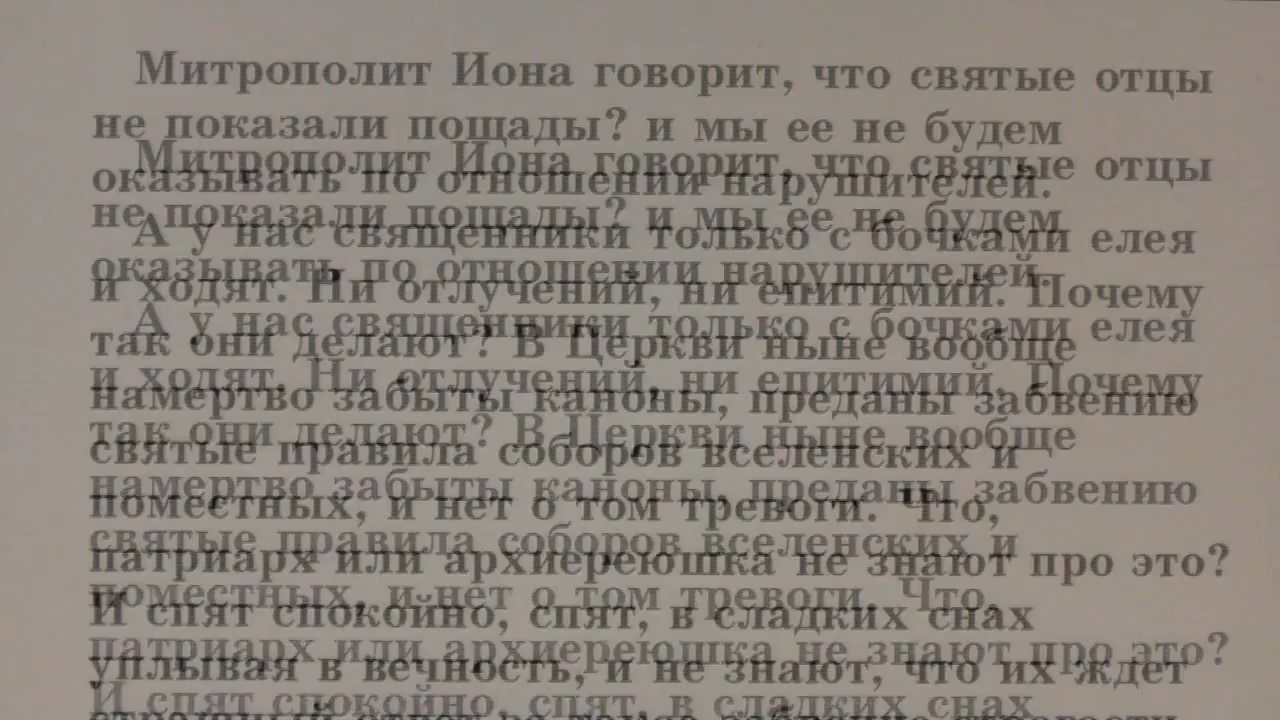 Митрополит Иона говорит, что святые отцы
не показали пощады? и мы ее не будем
оказывать по отношении нарушителей.
А у нас священники только с бочками елея
и ходят. Ни отлучений, ни епитимий. Почему
так они делают? В Церкви ныне вообще
намертво забыты каноны, преданы забвению
святые правила соборов вселенских и
поместных, и нет о том тревоги. Что,
патриарх или архиереюшка не знают про это?
И спят спокойно, спят, в сладких снах
уплывая в вечность, и не знают, что их ждет